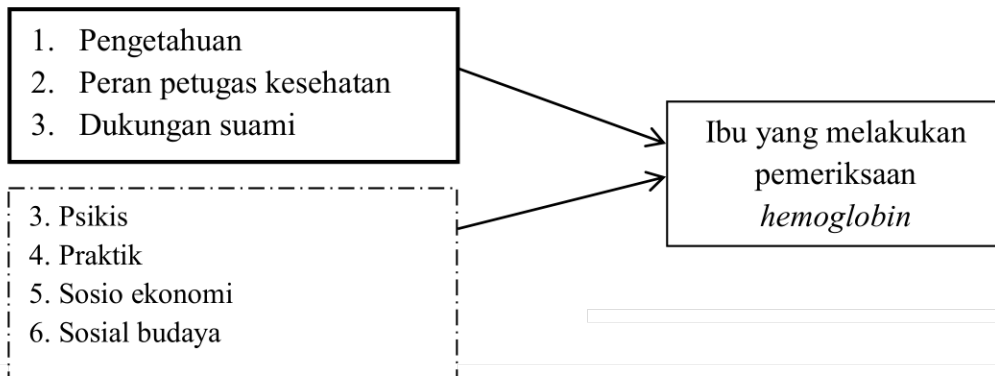 1. Pengetahuan
2. Peran petugas kesehatan
3. Dukungan suami
3. Psikis
4. Praktik
5. Sosio ekonomi
6. Sosial budaya
Ibu yang melakukan
pemeriksaan
hemoglobin